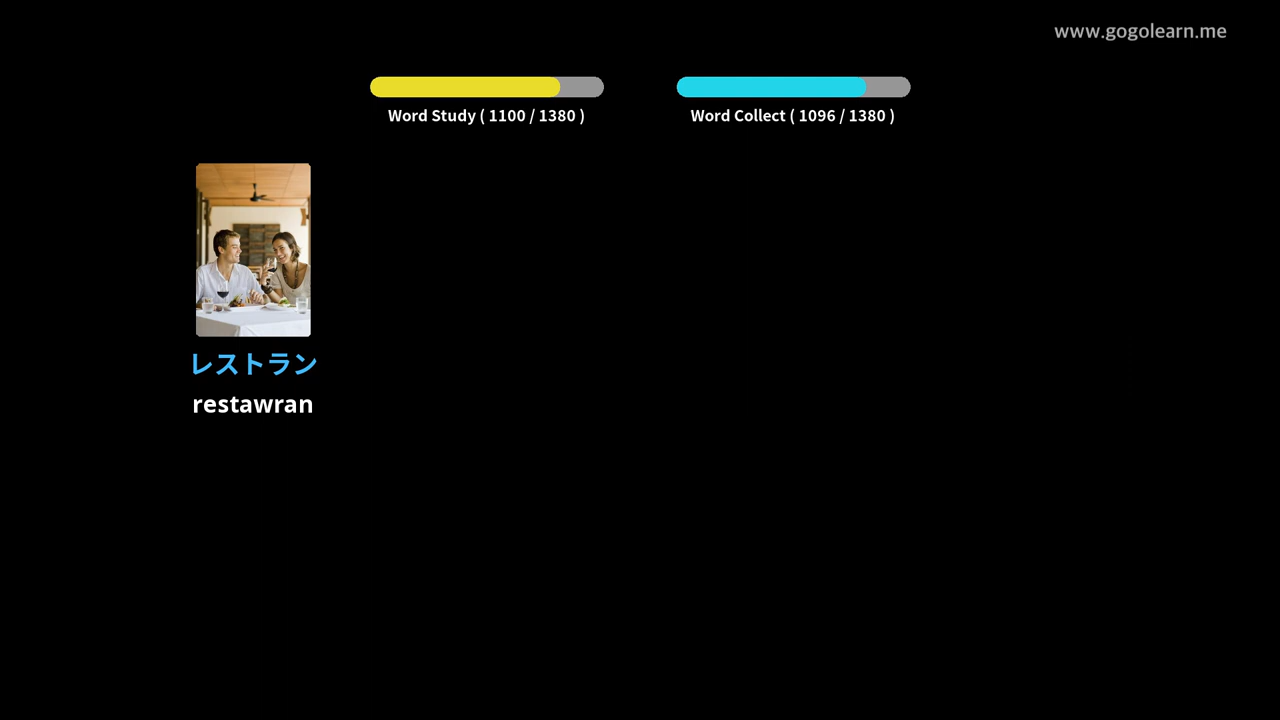 www.gogolearn.me
Word Study ( 1100 / 1380 )
Word Collect ( 1096 / 1380 )
レストラン
restawran